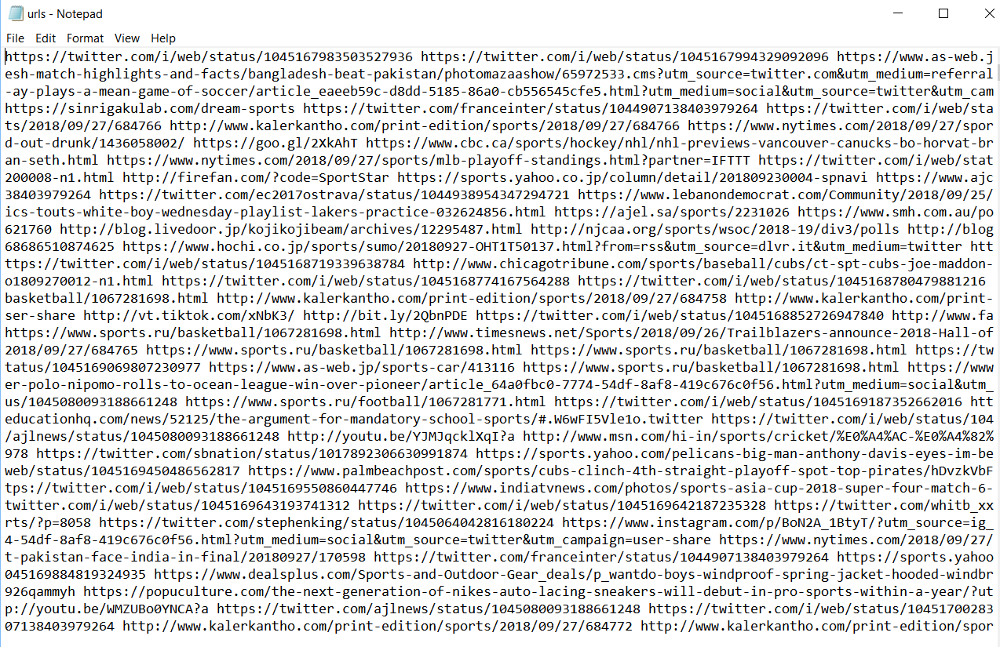 urls - Notepad
File Edit Format View Help
https://twitter.com/i/web/status/1045167983503527936 https://twitter.com/i/web/status/1045167994329092096 https://www.as-web.j
esh-match-highlights-and-facts/bangladesh-beat-pakistan/photomazaashow/65972533.cms?utm_source=twitter.com&utm_medium=referral
-ay-plays-a-mean-game-of-soccer/article_eaeeb59c-d8dd-5185-86a0-cb556545cfe5.html?utm_medium=social&utm_source=twitter&utm_cam
https://sinrigakulab.com/dream-sports https://twitter.com/franceinter/status/1044907138403979264 https://twitter.com/i/web/sta
ts/2018/09/27/684766 http://www.kalerkantho.com/print-edition/sports/2018/09/27/684766 https://www.nytimes.com/2018/09/27/spor
d-out-drunk/1436058002/ https://goo.gl/2XkAhT https://www.cbc.ca/sports/hockey/nhl/nhl-previews-vancouver-canucks-bo-horvat-br
an-seth.html https://www.nytimes.com/2018/09/27/sports/mlb-playoff-standings.html?partner=IFTTT https://twitter.com/i/web/stat
200008-n1.html http://firefan.com/?code=SportStar https://sports.yahoo.co.jp/column/detail/201809230004-spnavi https://www.ajc
38403979264 https://twitter.com/ec2017ostrava/status/1044938954347294721 https://www.lebanondemocrat.com/Community/2018/09/25/
ics-touts-white-boy-wednesday-playlist-lakers-practice-032624856.html https://ajel.sa/sports/2231026 https://www.smh.com.au/po
621760 http://blog.livedoor.jp/kojikojibeam/archives/12295487.html http://njcaa.org/sports/wsoc/2018-19/div3/polls http://blog
68686510874625 https://www.hochi.co.jp/sports/sumo/20180927-OHT1T50137.html?from=rss&utm_source=dlvr.it&utm_medium=twitter htt
ttps://twitter.com/i/web/status/1045168719339638784 http://www.chicagotribune.com/sports/baseball/cubs/ct-spt-cubs-joe-maddon-
o1809270012-n1.html https://twitter.com/i/web/status/1045168774167564288 https://twitter.com/i/web/status/1045168780479881216
basketball/1067281698.html http://www.kalerkantho.com/print-edition/sports/2018/09/27/684758 http://www.kalerkantho.com/print-
ser-share http://vt.tiktok.com/xNbK3/ http://bit.ly/2QbnPDE https://twitter.com/i/web/status/1045168852726947840 http://www.fa
https://www.sports.ru/basketball/1067281698.html http://www.timesnews.net/Sports/2018/09/26/Trailblazers-announce-2018-Hall-of
2018/09/27/684765 https://www.sports.ru/basketball/1067281698.html https://www.sports.ru/basketball/1067281698.html https://tw
tatus/1045169069807230977 https://www.as-web.jp/sports-car/413116 https://www.sports.ru/basketball/1067281698.html https://www
er-polo-nipomo-rolls-to-ocean-league-win-over-pioneer/article_64a0fbc0-7774-54df-8af8-419c676c0f56.html?utm_medium=social&utm_
us/1045080093188661248 https://www.sports.ru/football/1067281771.html https://twitter.com/i/web/status/1045169187352662016 htt
educationhq.com/news/52125/the-argument-for-mandatory-school-sports/#.W6wFI5Vle1o.twitter https://twitter.com/i/web/status/104
/ajlnews/status/1045080093188661248 http://youtu.be/YJMJqcklXqI?a http://www.msn.com/hi-in/sports/cricket/%E0%A4%AC-%E0%A4%82%
978 https://twitter.com/sbnation/status/1017892306630991874 https://sports.yahoo.com/pelicans-big-man-anthony-davis-eyes-im-be
web/status/1045169450486562817 https://www.palmbeachpost.com/sports/cubs-clinch-4th-straight-playoff-spot-top-pirates/hDvzkVbF
tps://twitter.com/i/web/status/1045169550860447746 https://www.indiatvnews.com/photos/sports-asia-cup-2018-super-four-match-6-
twitter.com/i/web/status/1045169643193741312 https://twitter.com/i/web/status/1045169642187235328 https://twitter.com/whitb_xx
rts/?p=8058 https://twitter.com/stephenking/status/1045064042816180224 https://www.instagram.com/p/BoN2A_1BtyT/?utm_source=ig_
4-54df-8af8-419c676c0f56.html?utm_medium=social&utm_source=twitter&utm_campaign=user-share https://www.nytimes.com/2018/09/27/
t-pakistan-face-india-in-final/20180927/170598 https://twitter.com/franceinter/status/1044907138403979264 https://sports.yahoo
045169884819324935 https://www.dealsplus.com/Sports-and-Outdoor-Gear_deals/p_wantdo-boys-windproof-spring-jacket-hooded-windbr
926qammyh https://popuculture.com/the-next-generation-of-nikes-auto-lacing-sneakers-will-debut-in-pro-sports-within-a-year/?ut
p://youtu.be/WMZUBo0YNCA?a https://twitter.com/ajlnews/status/1045080093188661248 https://twitter.com/i/web/status/10451700283
07138403979264 http://www.kalerkantho.com/print-edition/sports/2018/09/27/684772 http://www.kalerkantho.com/print-edition/spor